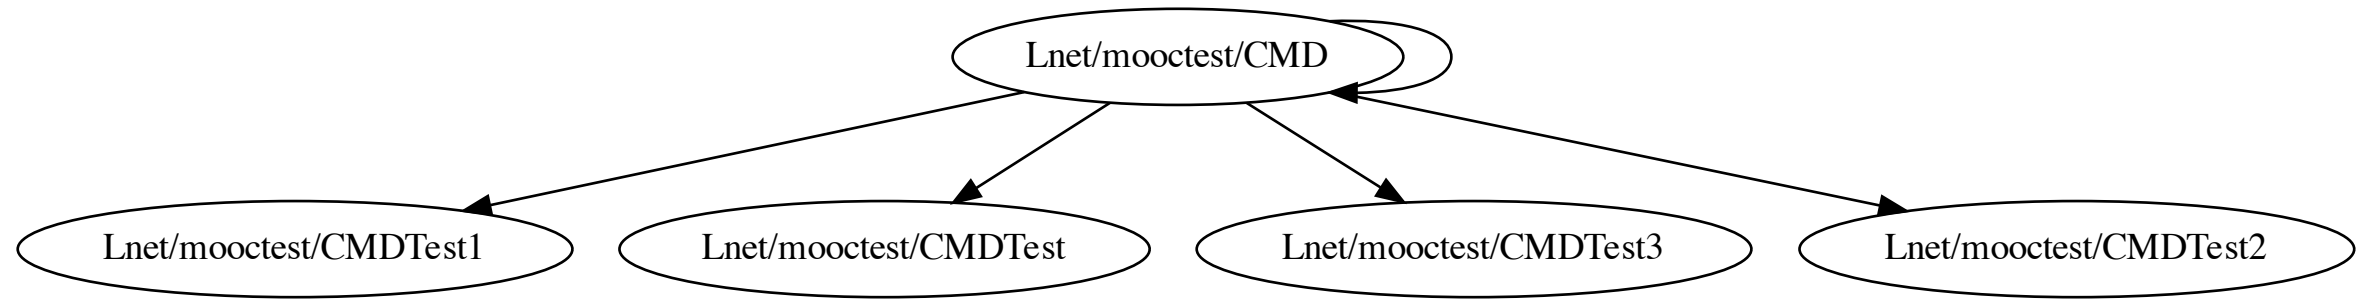 Lnet/mooctest/CMD
Lnet/mooctest/CMDTest1
Lnet/mooctest/CMDTest
Lnet/mooctest/CMDTest3
Lnet/mooctest/CMDTest2